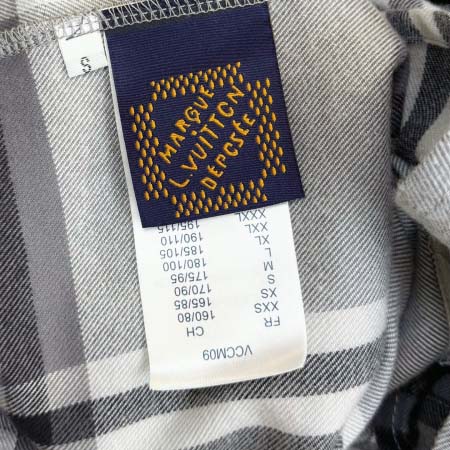 S
MARQUE
L.VUITTON
DEPOSÉE
VCCM09
FR CH
XXS 160/80
XS 165/85
S 170/90
M 175/95
L 180/100
XL 185/105
XXL 190/110
XXXL 195/115